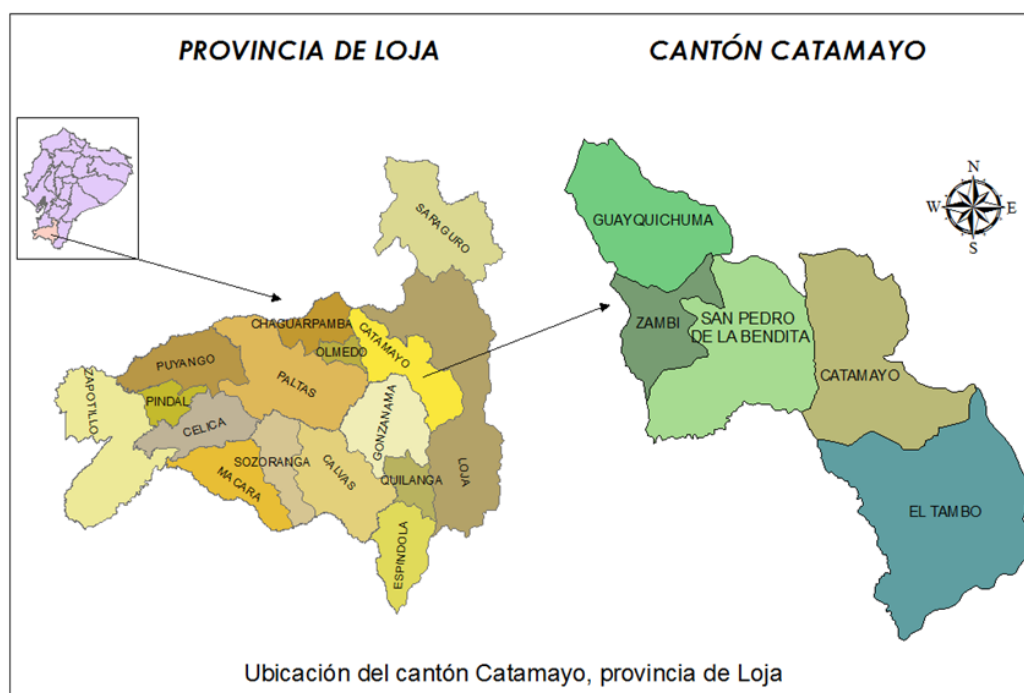 PROVINCIA DE LOJA
CANTÓN CATAMAYO
SARAGURO
CHAGUARPAMBA
CATAMAYO
OLMEDO
PUYANGO
PALTAS
ZAPOTILLO
PINDAL
GONZANAMA
CELICA
SOZORANGA
CALVAS
MACARA
QUILANGA
LOJA
ESPINDOLA
N
W
E
S
GUAYQUICHUMA
ZAMBI
SAN PEDRO
DE LA BENDITA
CATAMAYO
EL TAMBO
Ubicación del cantón Catamayo, provincia de Loja